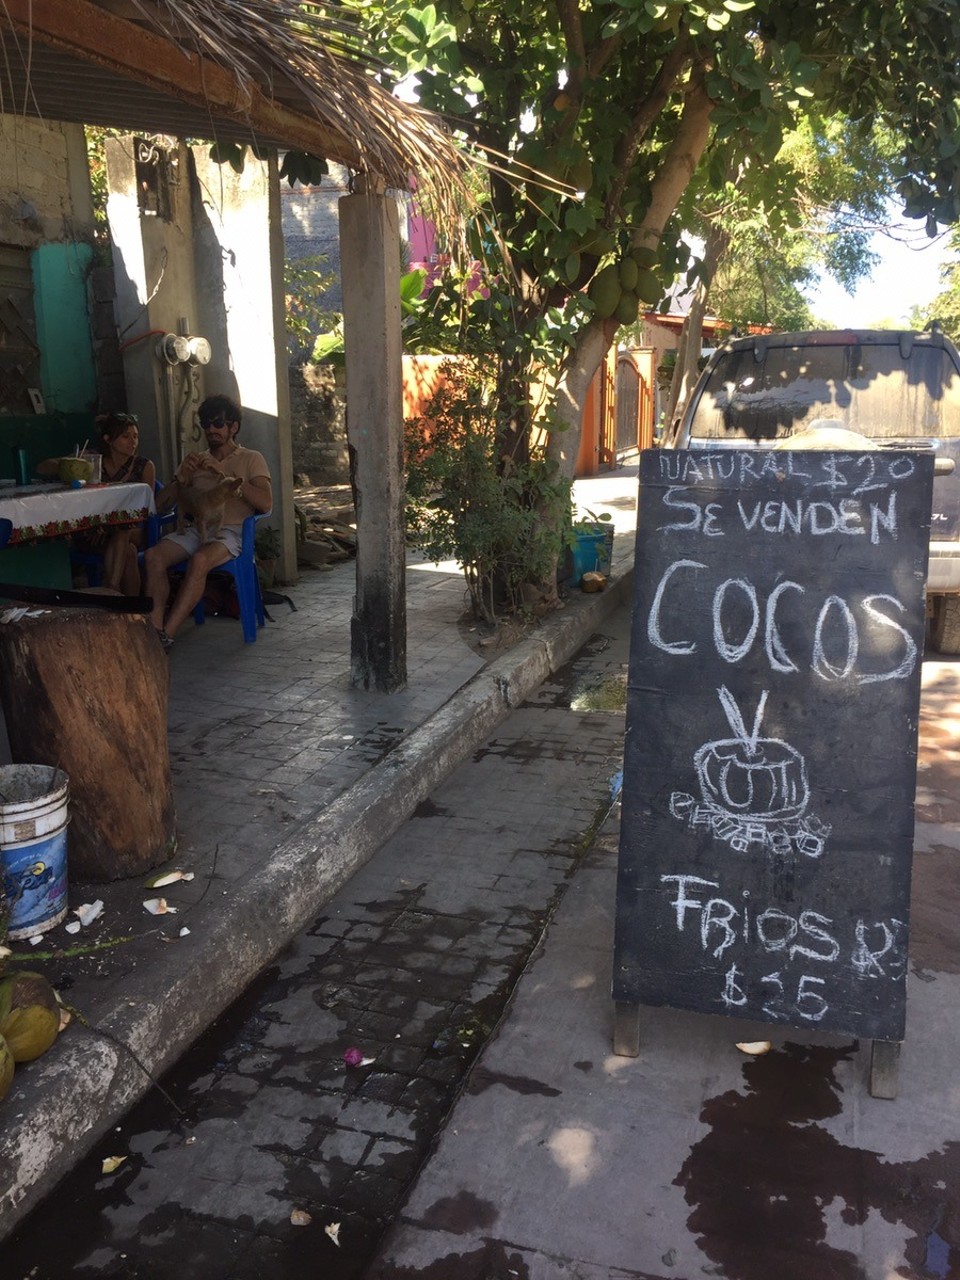 NATURAL $20
SE VENDEN
COCOS
FRIOS
$25